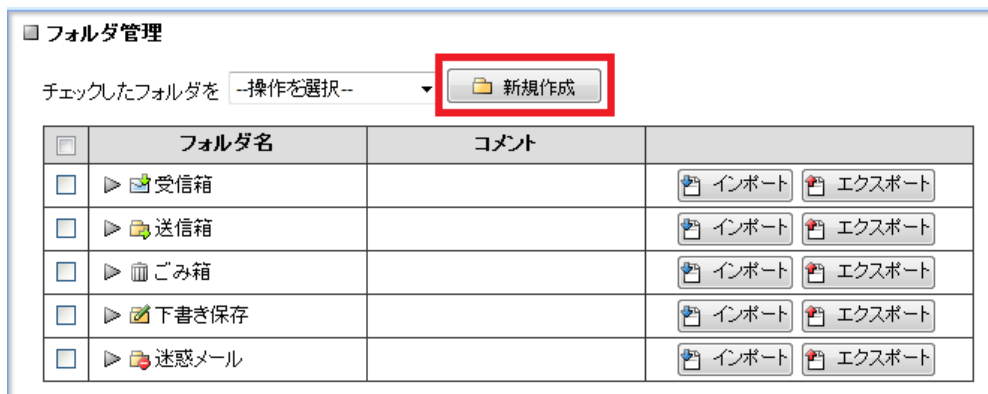 フォルダ管理
チェックしたフォルダを --操作を選択-- 新規作成
フォルダ名 コメント
受信箱 インポート エクスポート
送信箱 インポート エクスポート
ごみ箱 インポート エクスポート
下書き保存 インポート エクスポート
迷惑メール インポート エクスポート